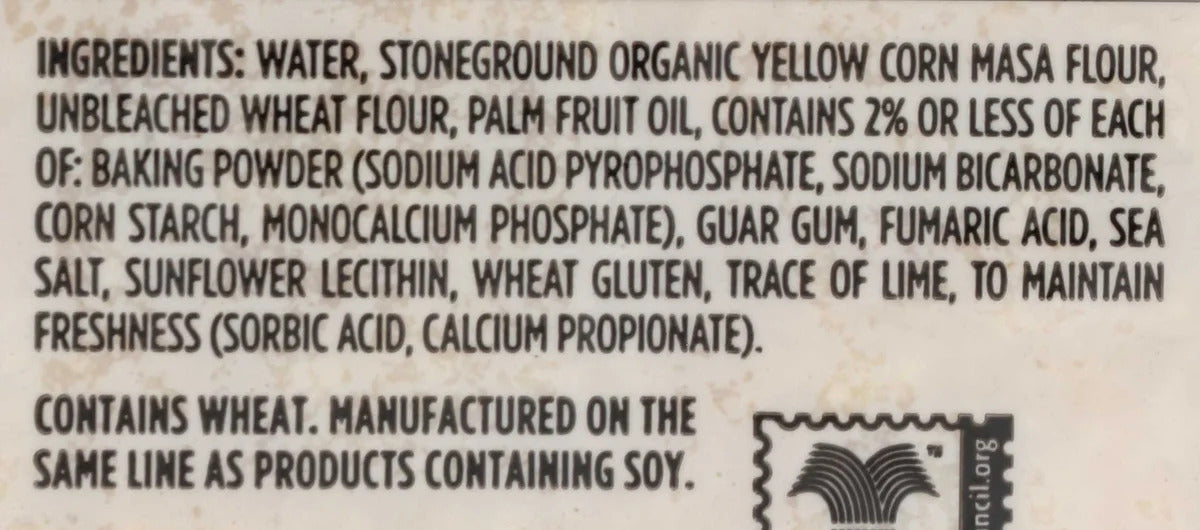 INGREDIENTS: WATER, STONEGROUND ORGANIC YELLOW CORN MASA FLOUR,
UNBLEACHED WHEAT FLOUR, PALM FRUIT OIL, CONTAINS 2% OR LESS OF EACH
OF: BAKING POWDER (SODIUM ACID PYROPHOSPHATE, SODIUM BICARBONATE,
CORN STARCH, MONOCALCIUM PHOSPHATE), GUAR GUM, FUMARIC ACID, SEA
SALT, SUNFLOWER LECITHIN, WHEAT GLUTEN, TRACE OF LIME, TO MAINTAIN
FRESHNESS (SORBIC ACID, CALCIUM PROPIONATE).
CONTAINS WHEAT. MANUFACTURED ON THE
SAME LINE AS PRODUCTS CONTAINING SOY.
TM
ncil.org